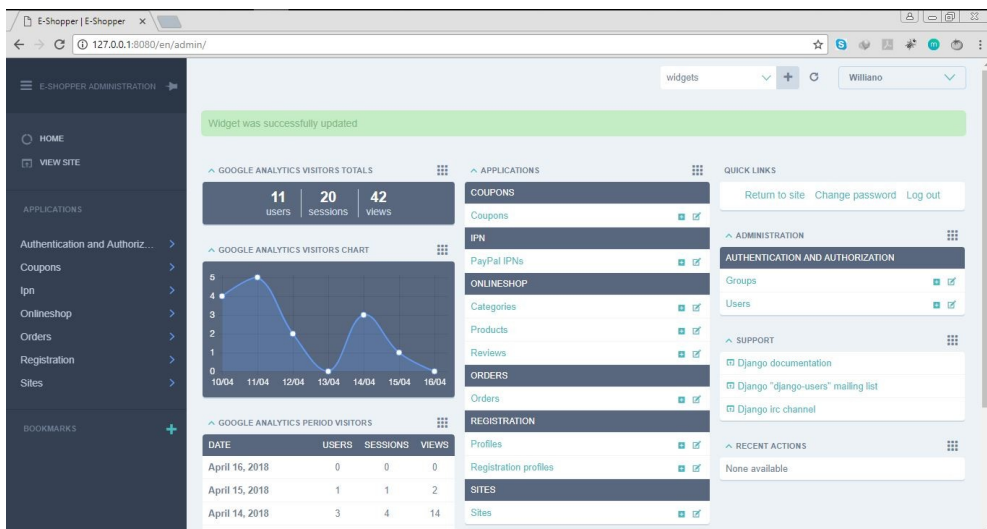 E-Shopper | E-Shopper
127.0.0.1:8080/en/admin/
E-SHOPPER ADMINISTRATION
HOME
VIEW SITE
APPLICATIONS
Authentication and Authoriz...
Coupons
Ipn
Onlineshop
Orders
Registration
Sites
BOOKMARKS
widgets
Williano
Widget was successfully updated
GOOGLE ANALYTICS VISITORS TOTALS
11 20 42
users sessions views
GOOGLE ANALYTICS VISITORS CHART
5
4
3
2
1
0
10/04 11/04 12/04 13/04 14/04 15/04 16/04
GOOGLE ANALYTICS PERIOD VISITORS
DATE USERS SESSIONS VIEWS
April 16, 2018 0 0 0
April 15, 2018 1 1 2
April 14, 2018 3 4 14
APPLICATIONS
COUPONS
Coupons
IPN
PayPal IPNs
ONLINESHOP
Categories
Products
Reviews
ORDERS
Orders
REGISTRATION
Profiles
Registration profiles
SITES
Sites
QUICK LINKS
Return to site Change password Log out
ADMINISTRATION
AUTHENTICATION AND AUTHORIZATION
Groups
Users
SUPPORT
Django documentation
Django "django-users" mailing list
Django irc channel
RECENT ACTIONS
None available